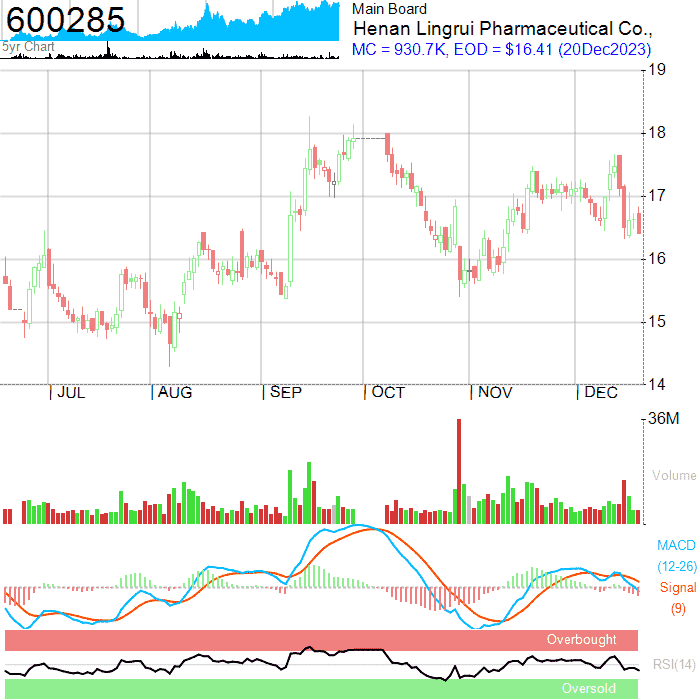 600285
5yr Chart
Main Board
Henan Lingrui Pharmaceutical Co.,
MC = 930.7K, EOD = $16.41 (20Dec2023)
19
18
17
16
15
14
JUL AUG SEP OCT NOV DEC
36M
Volume
MACD
(12-26)
Signal
(9)
Overbought
RSI(14)
Oversold